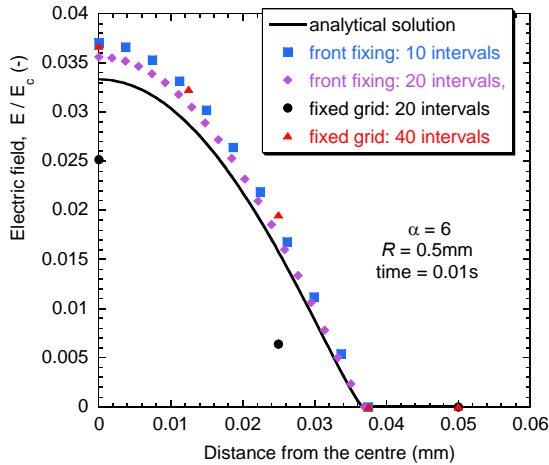 0.04
0.035
0.03
0.025
0.02
0.015
0.01
0.005
0
Electric field, E / E_c (-)
analytical solution
front fixing: 10 intervals
front fixing: 20 intervals,
fixed grid: 20 intervals
fixed grid: 40 intervals
α = 6
R = 0.5mm
time = 0.01s
0 0.01 0.02 0.03 0.04 0.05 0.06
Distance from the centre (mm)